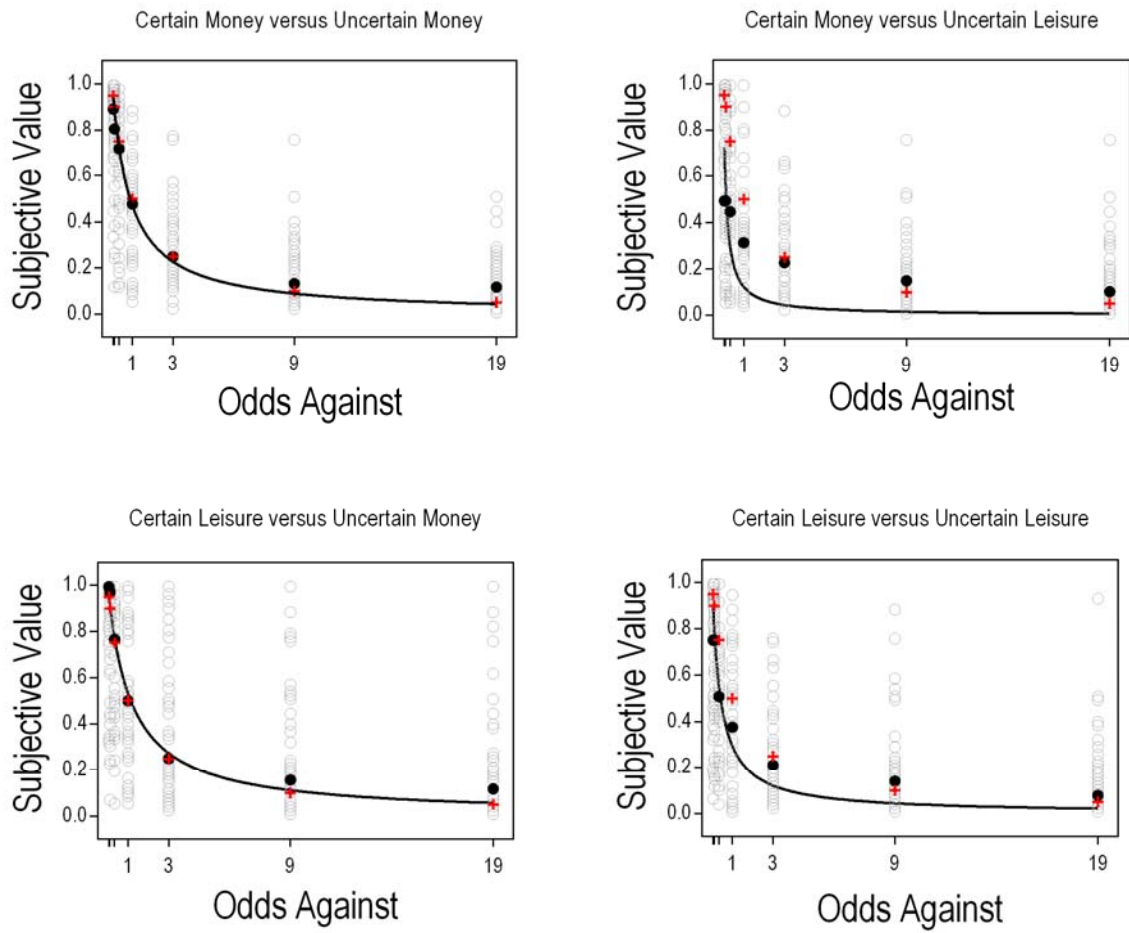 Certain Money versus Uncertain Money
Subjective Value
1.0
0.8
0.6
0.4
0.2
0.0
1 3 9 19
Odds Against
Certain Money versus Uncertain Leisure
Subjective Value
1.0
0.8
0.6
0.4
0.2
0.0
1 3 9 19
Odds Against
Certain Leisure versus Uncertain Money
Subjective Value
1.0
0.8
0.6
0.4
0.2
0.0
1 3 9 19
Odds Against
Certain Leisure versus Uncertain Leisure
Subjective Value
1.0
0.8
0.6
0.4
0.2
0.0
1 3 9 19
Odds Against